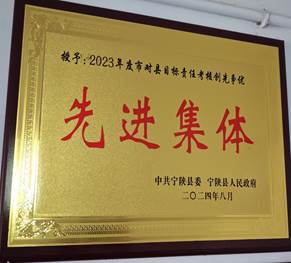 授予：2023年度市对县目标责任考核创先争优
先进集体
中共宁陕县委 宁陕县人民政府
二〇二四年八月